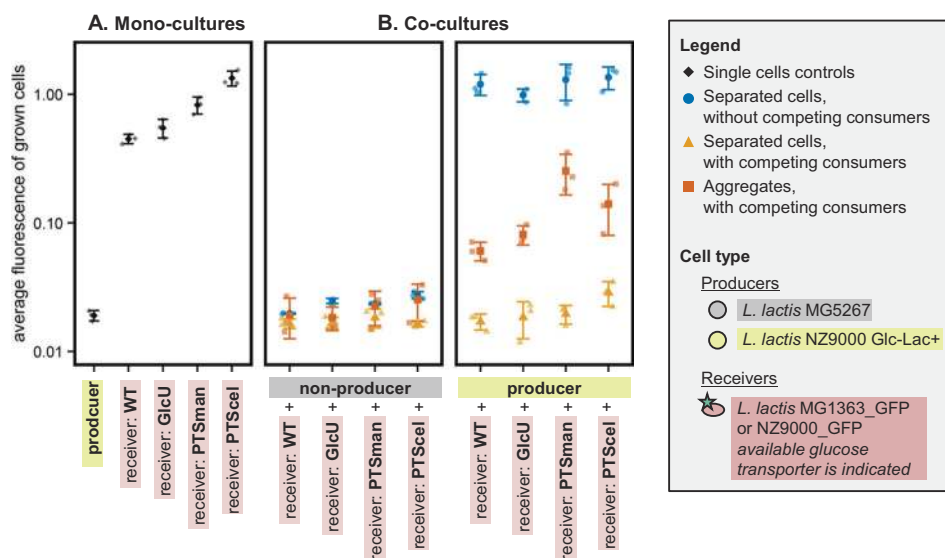 A. Mono-cultures
B. Co-cultures
average fluorescence of grown cells
1.00
0.10
0.01
prodcuer
receiver: WT
receiver: GlcU
receiver: PTSman
receiver: PTScel
non-producer
+ + + +
receiver: WT
receiver: GlcU
receiver: PTSman
receiver: PTScel
producer
+ + + +
receiver: WT
receiver: GlcU
receiver: PTSman
receiver: PTScel
Legend
Single cells controls
Separated cells,
without competing consumers
Separated cells,
with competing consumers
Aggregates,
with competing consumers
Cell type
Producers
L. lactis MG5267
L. lactis NZ9000 Glc-Lac+
Receivers
L. lactis MG1363_GFP
or NZ9000_GFP
available glucose
transporter is indicated